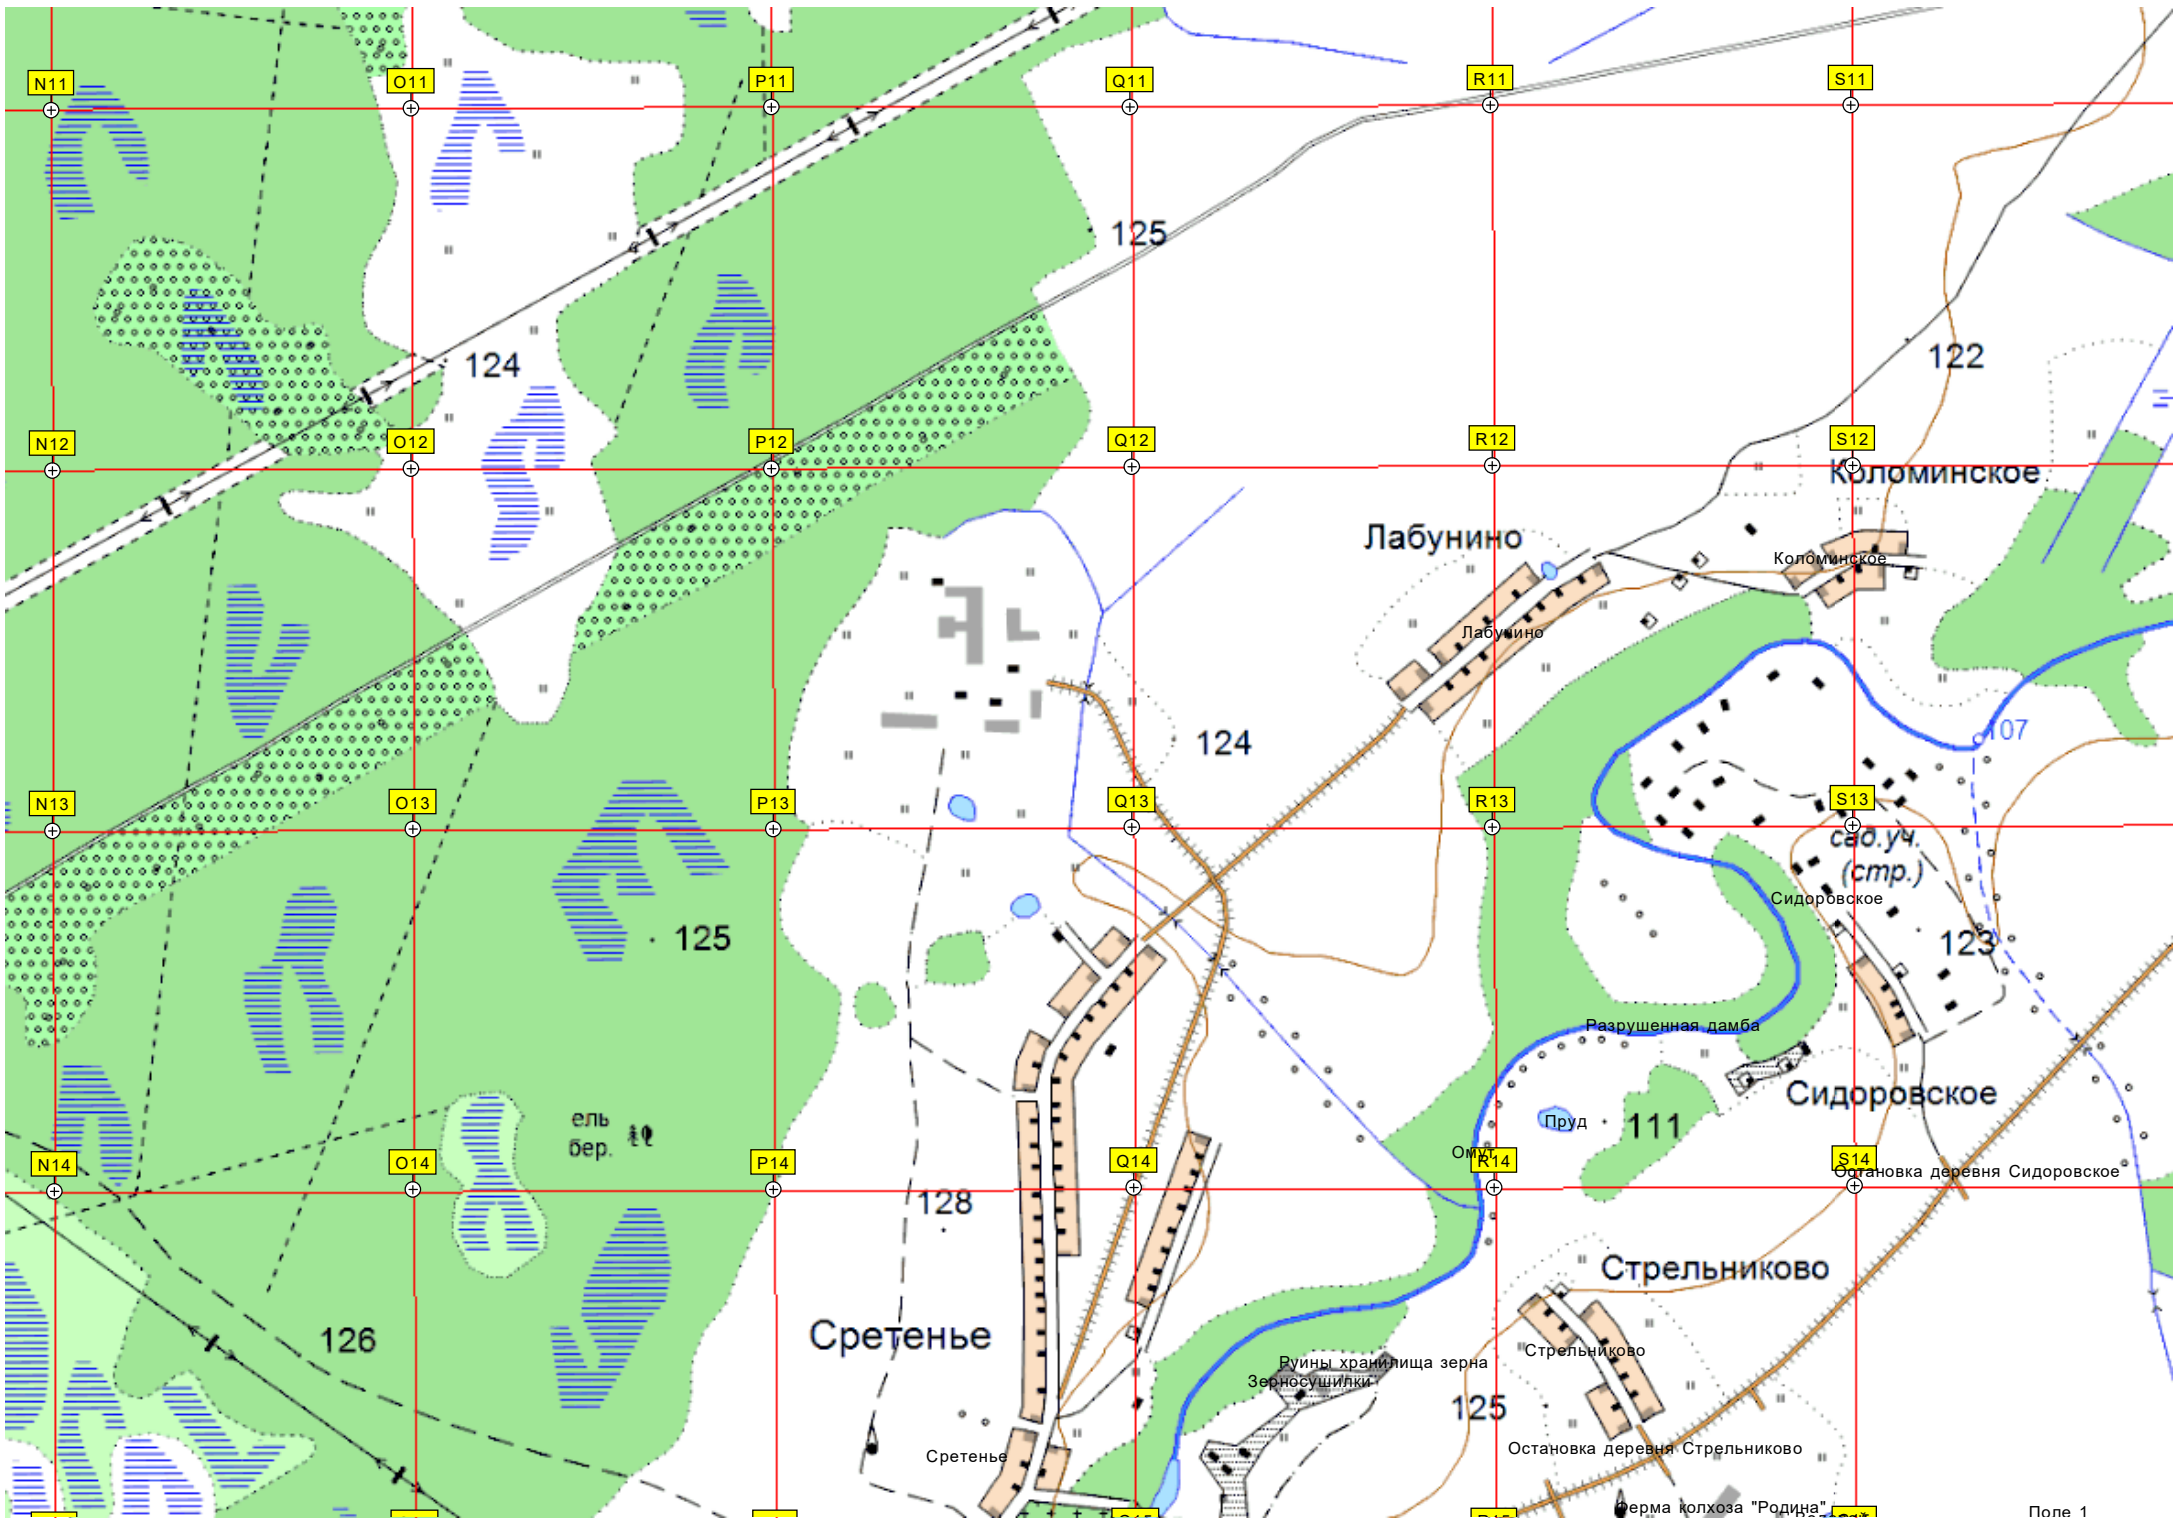 N11
O11
P11
Q11
R11
S11
125
122
124
N12
O12
P12
Q12
R12
S12
Коломинское
Лабунино
Коломинское
Лабунино
107
124
N13
O13
P13
Q13
R13
S13
сад.уч.
(стр.)
Сидоровское
125
123
Разрушенная дамба
Сидоровское
ель
бер.
Пруд
111
Омут
N14
O14
P14
Q14
R14
S14
Остановка деревня Сидоровское
128
Стрельниково
126
Сретенье
Стрельниково
Руины хранилища зерна
Зерносушилки
125
Остановка деревня Стрельниково
Сретенье
Ферма колхоза "Родина"
Поле 1